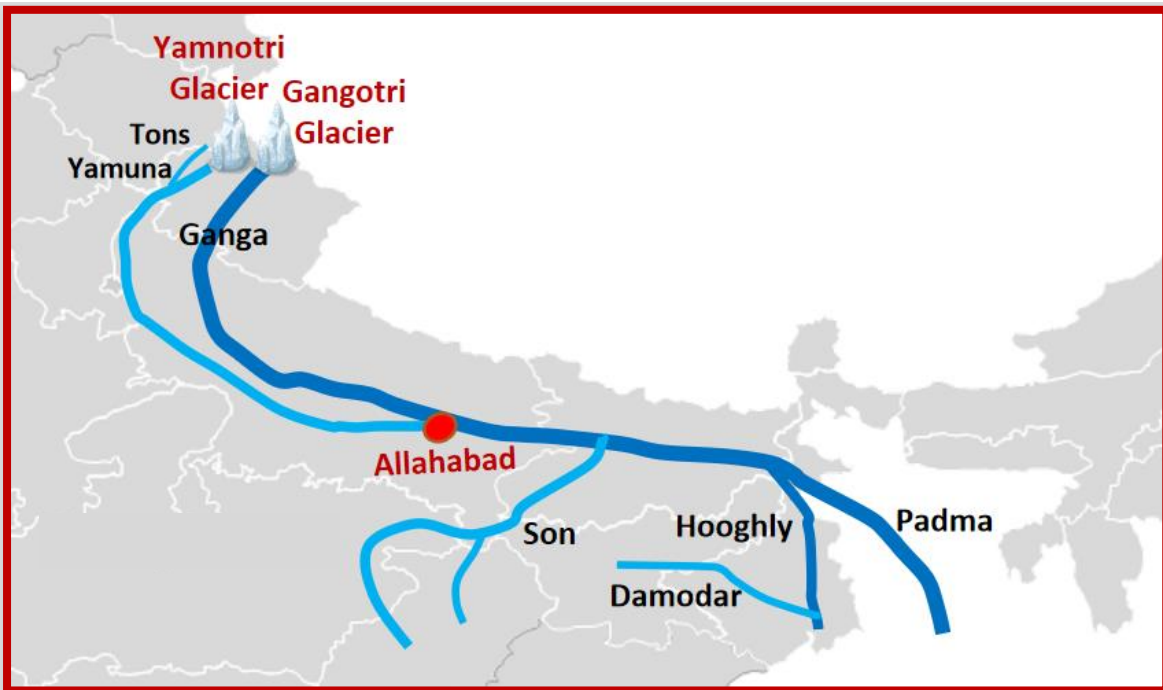 Yamnotri
Glacier
Gangotri
Glacier
Tons
Yamuna
Ganga
Allahabad
Son
Hooghly
Padma
Damodar